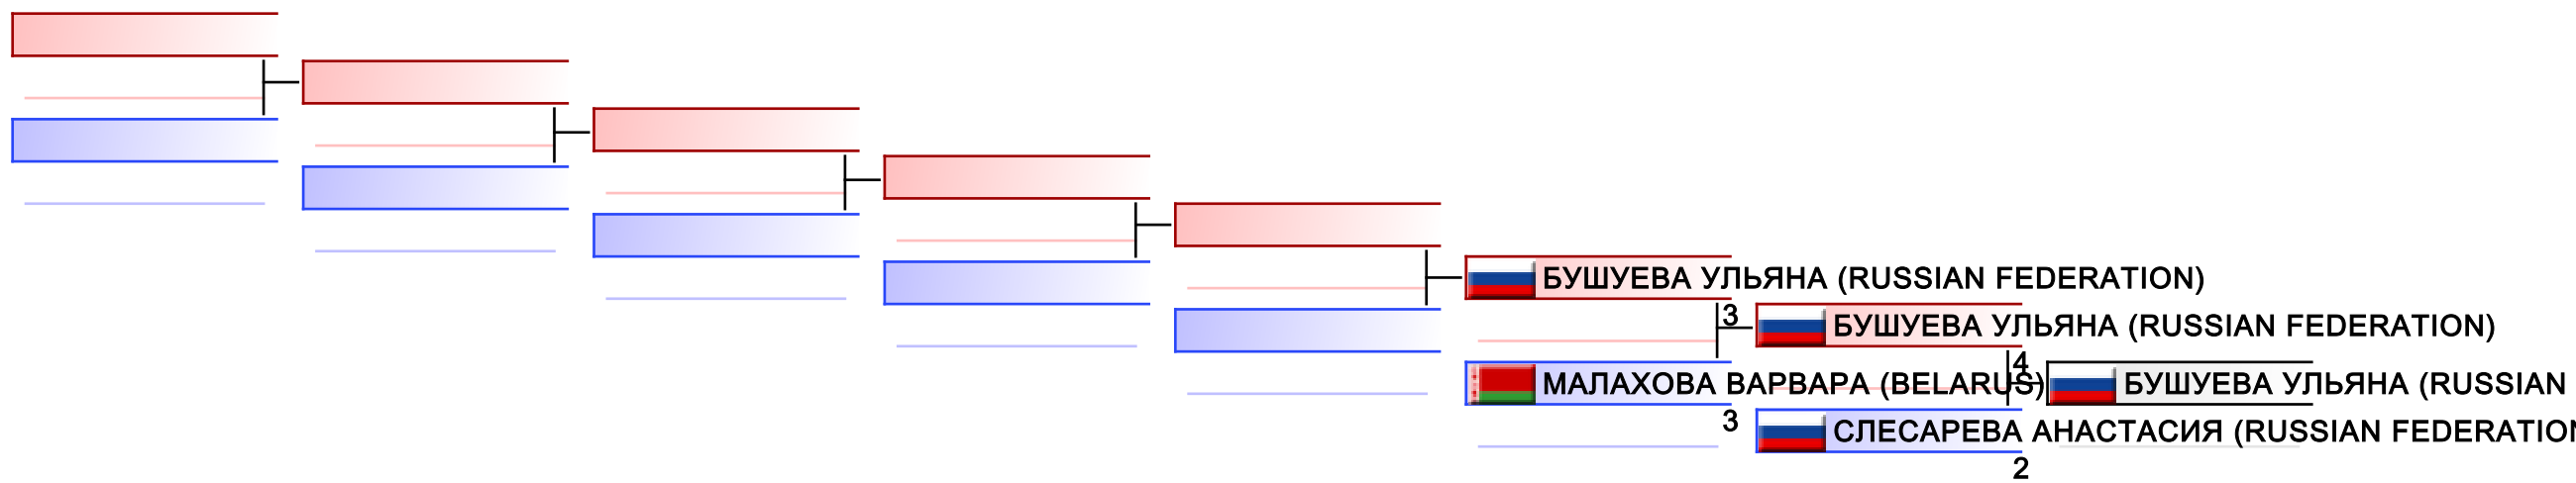 БУШУЕВА УЛЬЯНА (RUSSIAN FEDERATION)
3
БУШУЕВА УЛЬЯНА (RUSSIAN FEDERATION)
МАЛАХОВА ВАРВАРА (BELARUS)
4
БУШУЕВА УЛЬЯНА (RUSSIAN
3
СЛЕСАРЕВА АНАСТАСИЯ (RUSSIAN FEDERATION
2